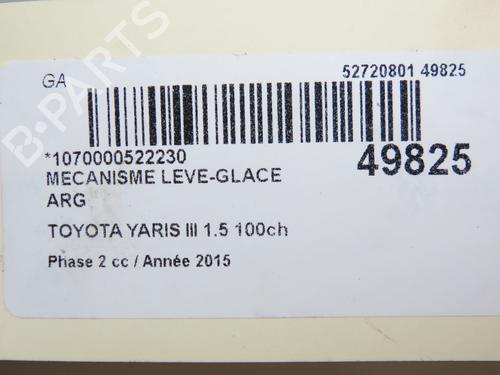 GA
52720801 49825
*1070000522230
49825
MECANISME LEVE-GLACE
ARG
TOYOTA YARIS III 1.5 100ch
Phase 2 cc / Année 2015
B-PARTS